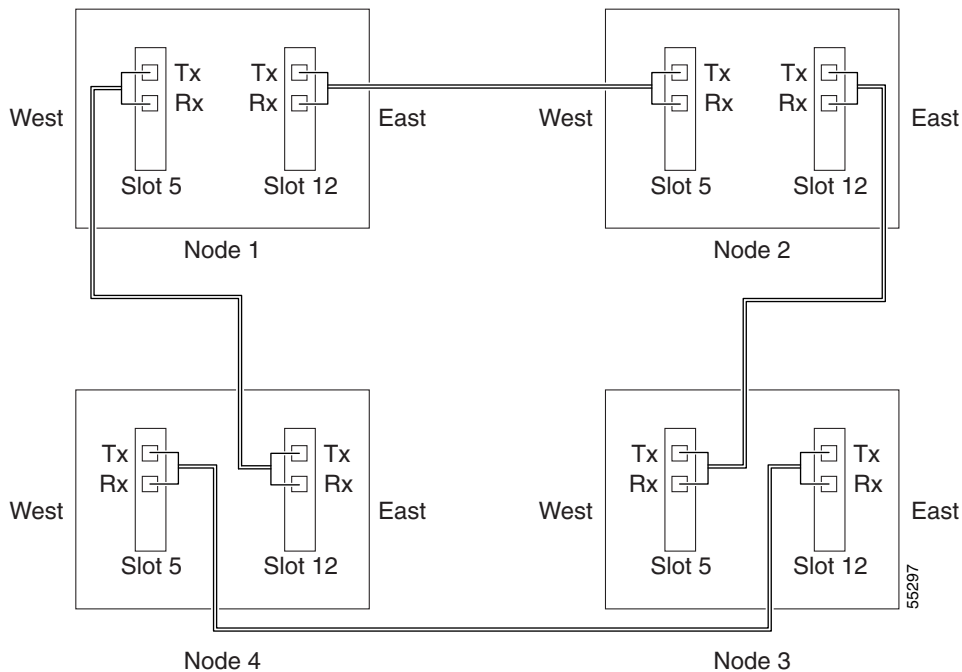 Tx Tx
Rx Rx
West East
Slot 5 Slot 12
Node 1
Tx Tx
Rx Rx
West East
Slot 5 Slot 12
Node 2
Tx Tx
Rx Rx
West East
Slot 5 Slot 12
Node 4
Tx Tx
Rx Rx
West East
Slot 5 Slot 12
Node 3
55297